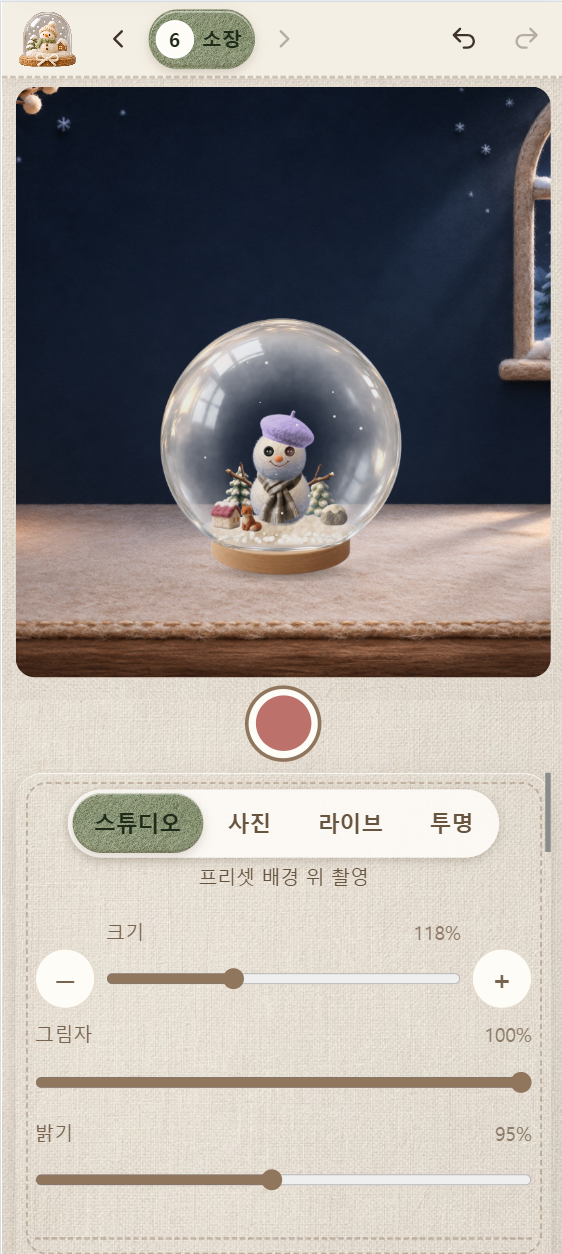 6 소장
스튜디오 사진 라이브 투명
프리셋 배경 위 촬영
크기 118%
그림자 100%
밝기 95%